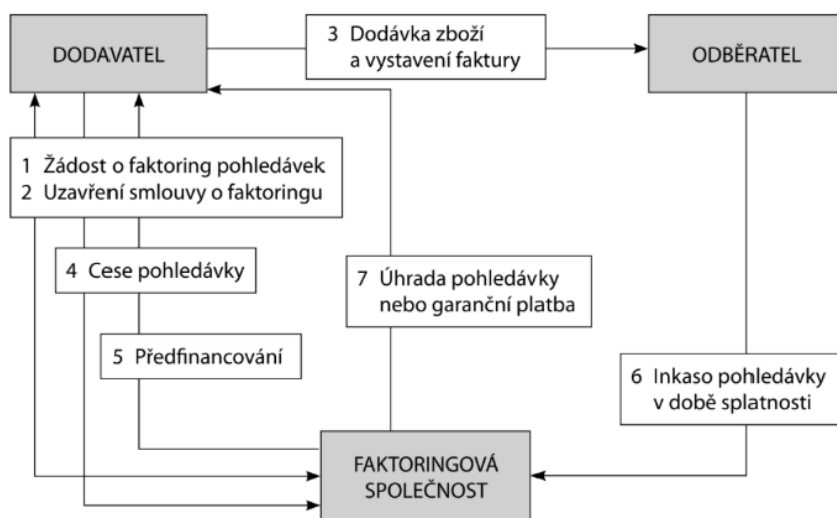 DODAVATEL
3 Dodávka zboží
a vystavení faktury
ODBĚRATEL
1 Žádost o faktoring pohledávek
2 Uzavření smlouvy o faktoringu
4 Cese pohledávky
7 Úhrada pohledávky
nebo garanční platba
5 Předfinancování
6 Inkaso pohledávky
v době splatnosti
FAKTORINGOVÁ
SPOLEČNOST